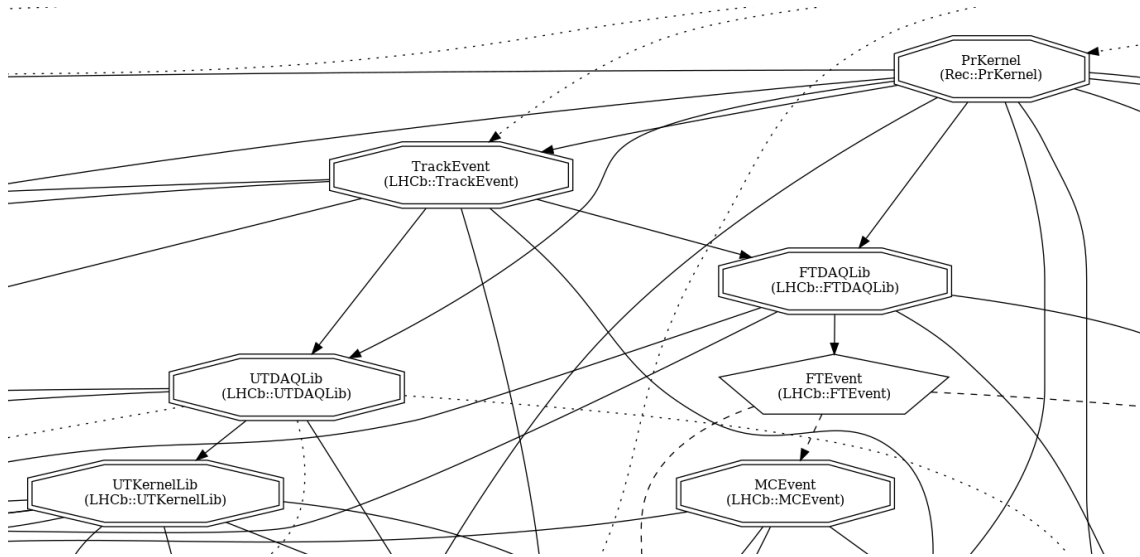 PrKernel
(Rec::PrKernel)
TrackEvent
(LHCb::TrackEvent)
FTDAQLib
(LHCb::FTDAQLib)
UTDAQLib
(LHCb::UTDAQLib)
FTEvent
(LHCb::FTEvent)
UTKernelLib
(LHCb::UTKernelLib)
MCEvent
(LHCb::MCEvent)